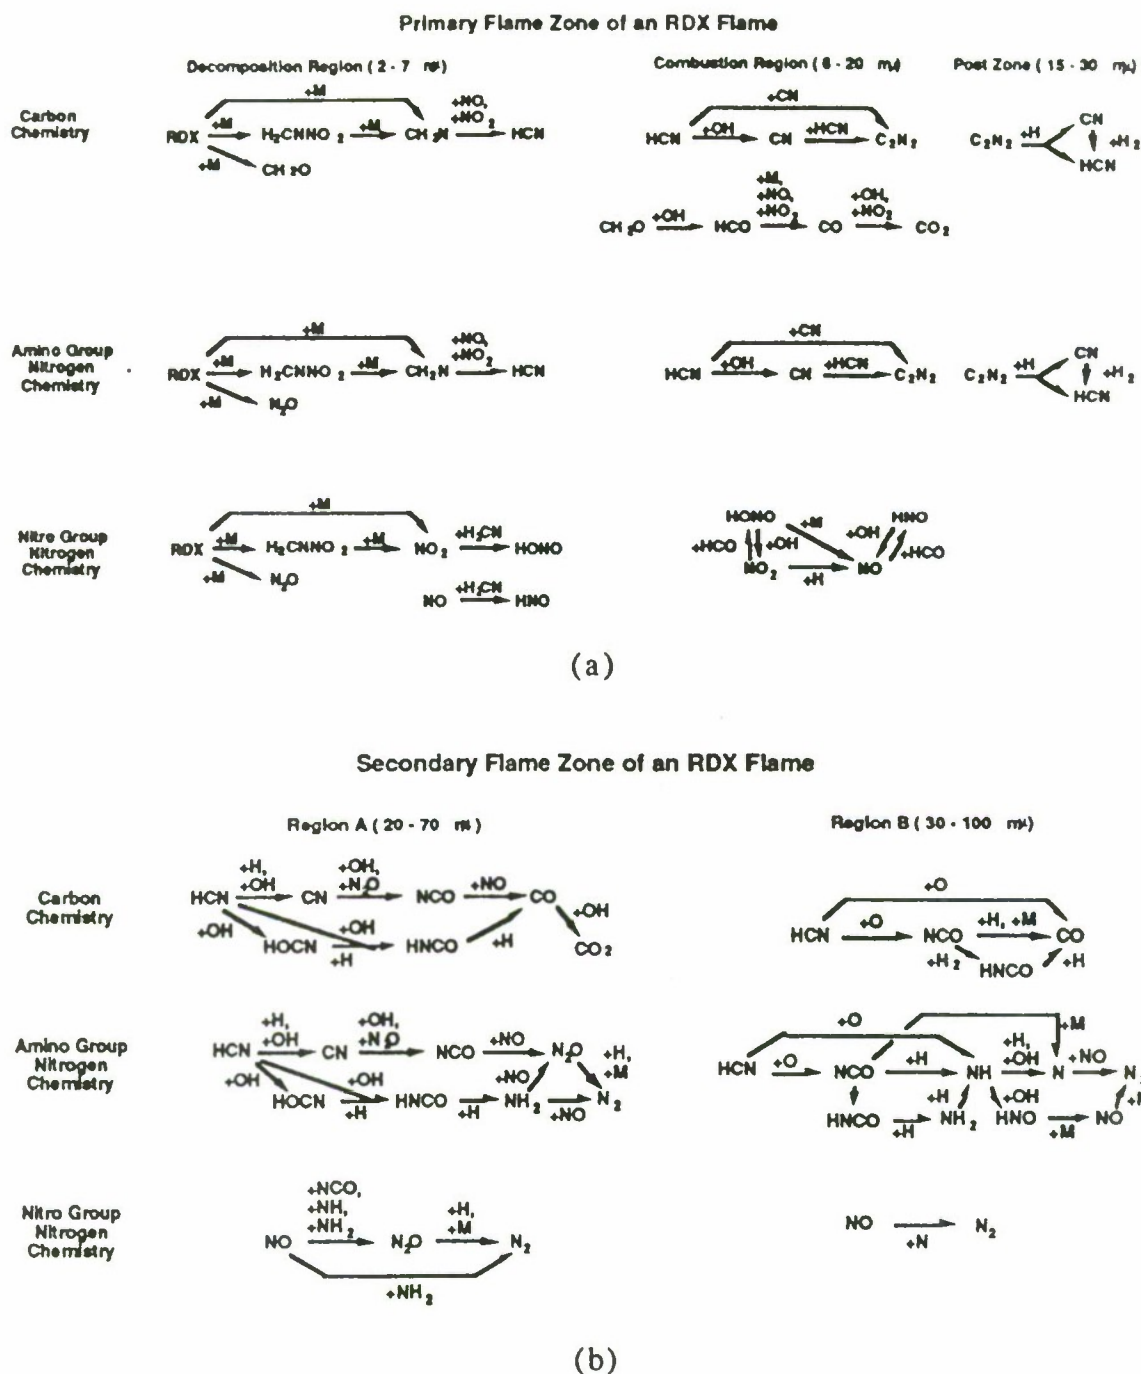 Primary Flame Zone of an RDX Flame
Decomposition Region ( 2 - 7 mμ)
Combustion Region ( 6 - 20 mμ)
Post Zone ( 15 - 30 mμ)
Carbon
Chemistry
+M
+NO,
+NO2
RDX +M H2CNNO2 +M CH2N HCN
+M CH2O
+CN
HCN +OH CN +HCN C2N2
C2N2 +H CN
+H2
HCN
+M,
+NO, +OH,
+NO2 +NO2
CH2O +OH HCO CO CO2
Amino Group
Nitrogen
Chemistry
+M
+NO,
+NO2
RDX +M H2CNNO2 +M CH2N HCN
+M N2O
+CN
HCN +OH CN +HCN C2N2
C2N2 +H CN
+H2
HCN
Nitro Group
Nitrogen
Chemistry
+M
RDX +M H2CNNO2 +M NO2 +H2CN HONO
+M N2O
NO +H2CN HNO
HONO +M HNO
+HCO +OH +OH +HCO
NO2 +H NO
(a)
Secondary Flame Zone of an RDX Flame
Region A ( 20 - 70 mμ)
Region B ( 30 - 100 mμ)
Carbon
Chemistry
+H, +OH,
+OH +N2O +NO
HCN CN NCO CO
+OH +OH +OH
HOCN +H HNCO +H CO2
+O
HCN +O NCO +H, +M CO
+H2 HNCO +H
Amino Group
Nitrogen
Chemistry
+H, +OH,
+OH +N2O +NO
HCN CN NCO N2O +H,
+M
+OH +OH +NO
HOCN +H HNCO +H NH2 +NO N2
+O +M
+H,
+OH
HCN +O NCO +H NH N +NO
+H +OH
HNCO +H NH2 HNO +M NO
Nitro Group
Nitrogen
Chemistry
+NCO,
+NH, +H,
+NH2 +M
NO N2O N2
+NH2
NO +N N2
(b)